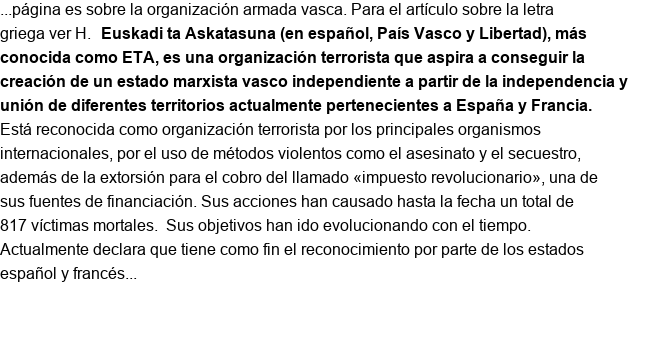 ...página es sobre la organización armada vasca. Para el artículo sobre la letra
griega ver Η. Euskadi ta Askatasuna (en español, País Vasco y Libertad), más
conocida como ETA, es una organización terrorista que aspira a conseguir la
creación de un estado marxista vasco independiente a partir de la independencia y
unión de diferentes territorios actualmente pertenecientes a España y Francia.
Está reconocida como organización terrorista por los principales organismos
internacionales, por el uso de métodos violentos como el asesinato y el secuestro,
además de la extorsión para el cobro del llamado «impuesto revolucionario», una de
sus fuentes de financiación. Sus acciones han causado hasta la fecha un total de
817 víctimas mortales. Sus objetivos han ido evolucionando con el tiempo.
Actualmente declara que tiene como fin el reconocimiento por parte de los estados
español y francés...